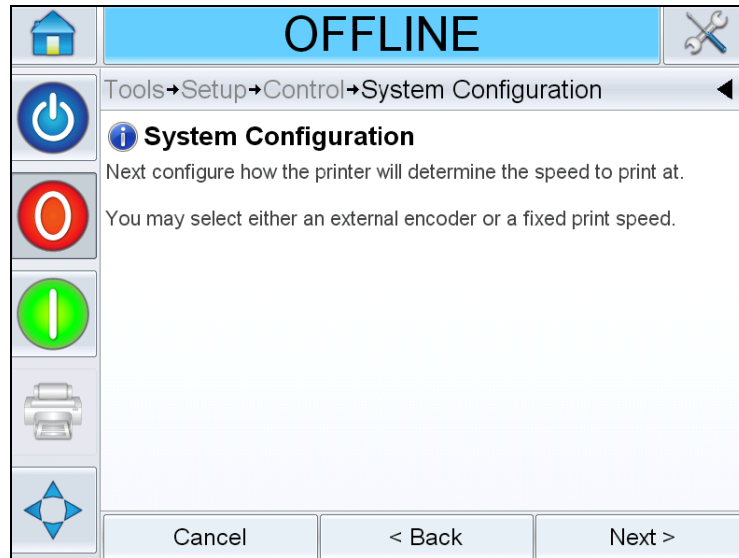 OFFLINE
Tools→Setup→Control→System Configuration
System Configuration
Next configure how the printer will determine the speed to print at.
You may select either an external encoder or a fixed print speed.
Cancel
< Back
Next >